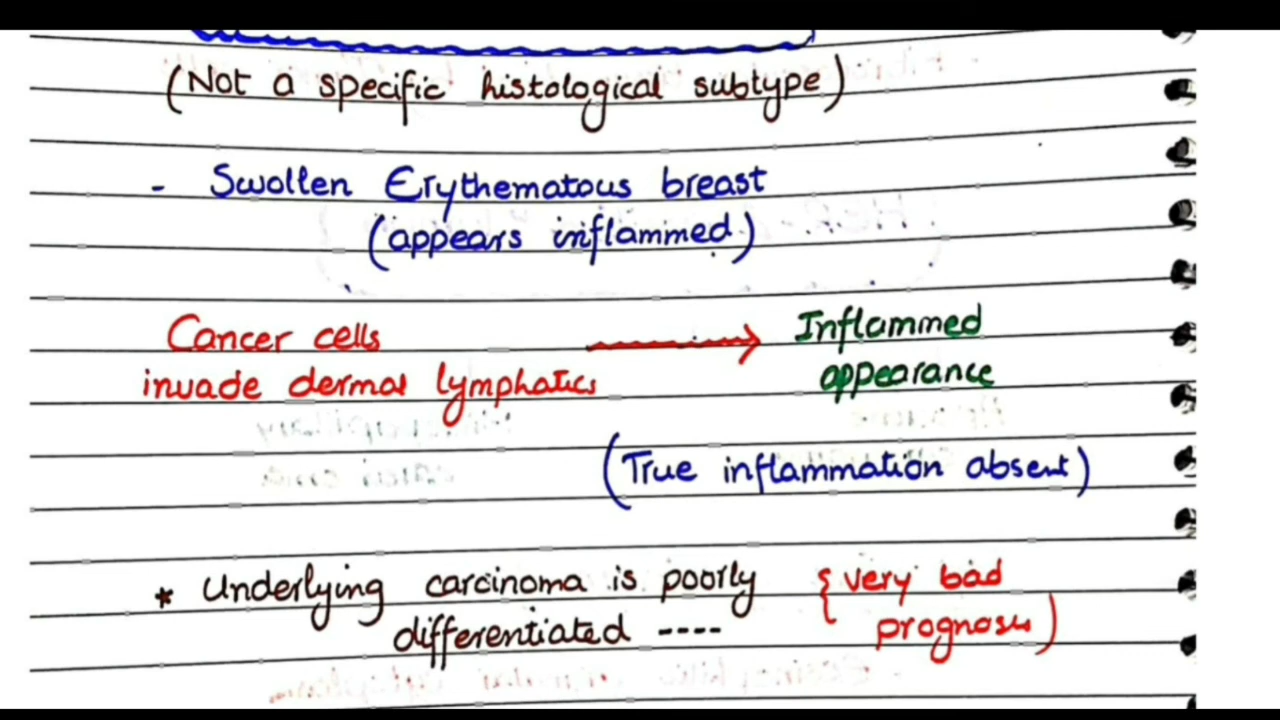 (Not a specific histological subtype)
- Swollen Erythematous breast
(appears inflammed)
Cancer cells → Inflammed
invade dermal lymphatics appearance
(True inflammation absent)
* Underlying carcinoma is poorly { very bad
differentiated ---- prognosis)